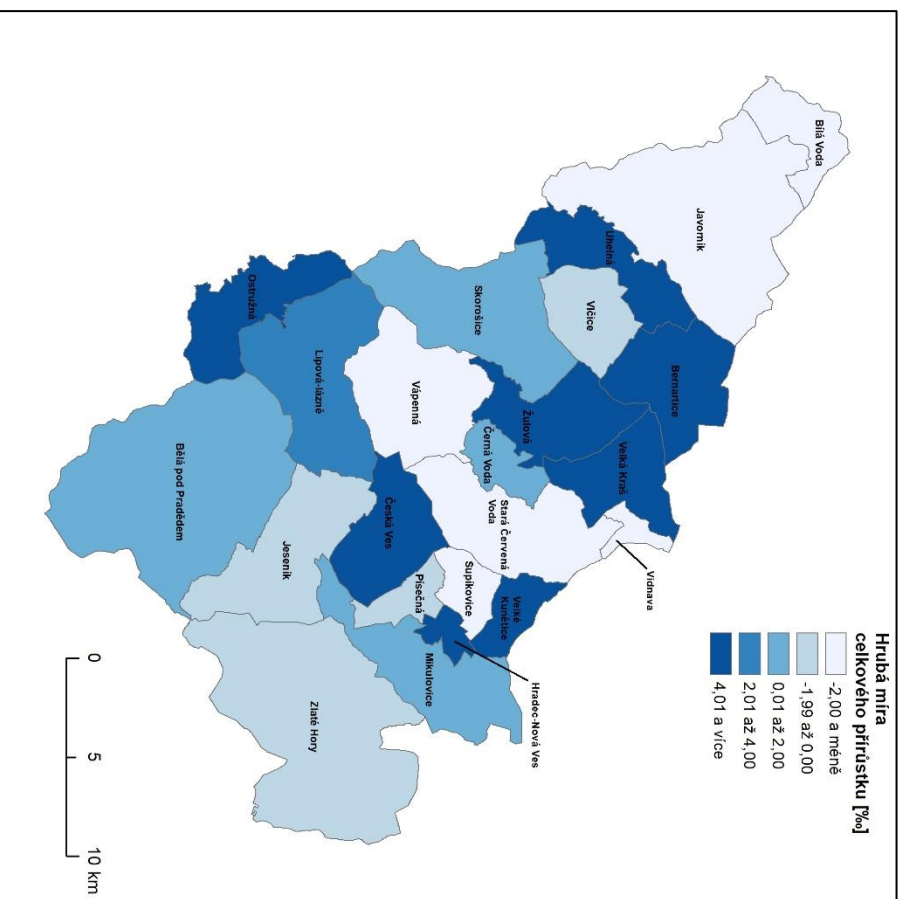 Bílá Voda
Javorník
Uhelná
Vlčice
Bernartice
Skorošice
Ostružná
Lipová-lázně
Vápenná
Žulová
Velká Kraš
Černá Voda
Bělá pod Pradědem
Stará Červená
Voda
Česká Ves
Vidnava
Jeseník
Supíkovice
Písečná
Velké
Kunětice
Mikulovice
Hradec-Nová Ves
Zlaté Hory
Hrubá míra
celkového přírůstku [‰]
-2,00 a méně
-1,99 až 0,00
0,01 až 2,00
2,01 až 4,00
4,01 a více
0 5 10 km